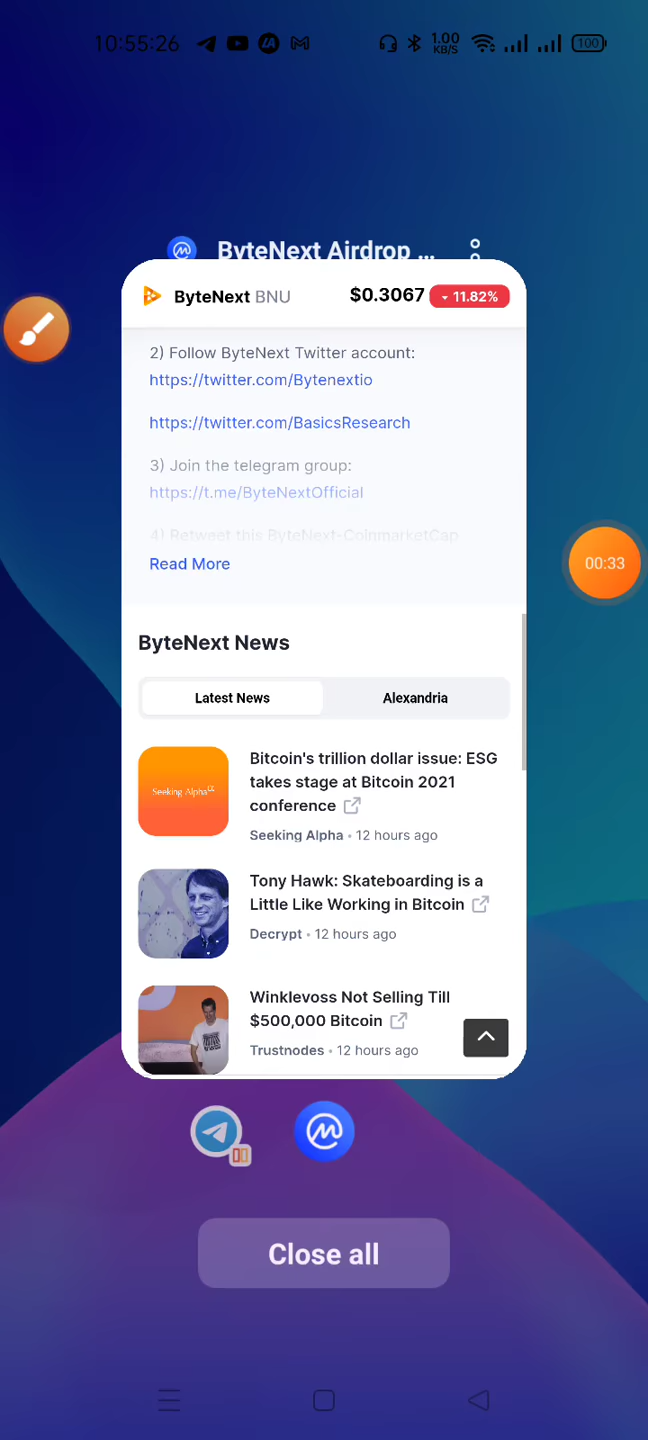 10:55:26
1.00
KB/S
100
ByteNext Airdrop ...
ByteNext BNU
$0.3067
11.82%
2) Follow ByteNext Twitter account:
https://twitter.com/Bytenextio
https://twitter.com/BasicsResearch
3) Join the telegram group:
https://t.me/ByteNextOfficial
4) Retweet this ByteNext-CoinmarketCap
Read More
00:33
ByteNext News
Latest News
Alexandria
Seeking Alpha
Bitcoin's trillion dollar issue: ESG
takes stage at Bitcoin 2021
conference
Seeking Alpha • 12 hours ago
Tony Hawk: Skateboarding is a
Little Like Working in Bitcoin
Decrypt • 12 hours ago
Winklevoss Not Selling Till
$500,000 Bitcoin
Trustnodes • 12 hours ago
Close all